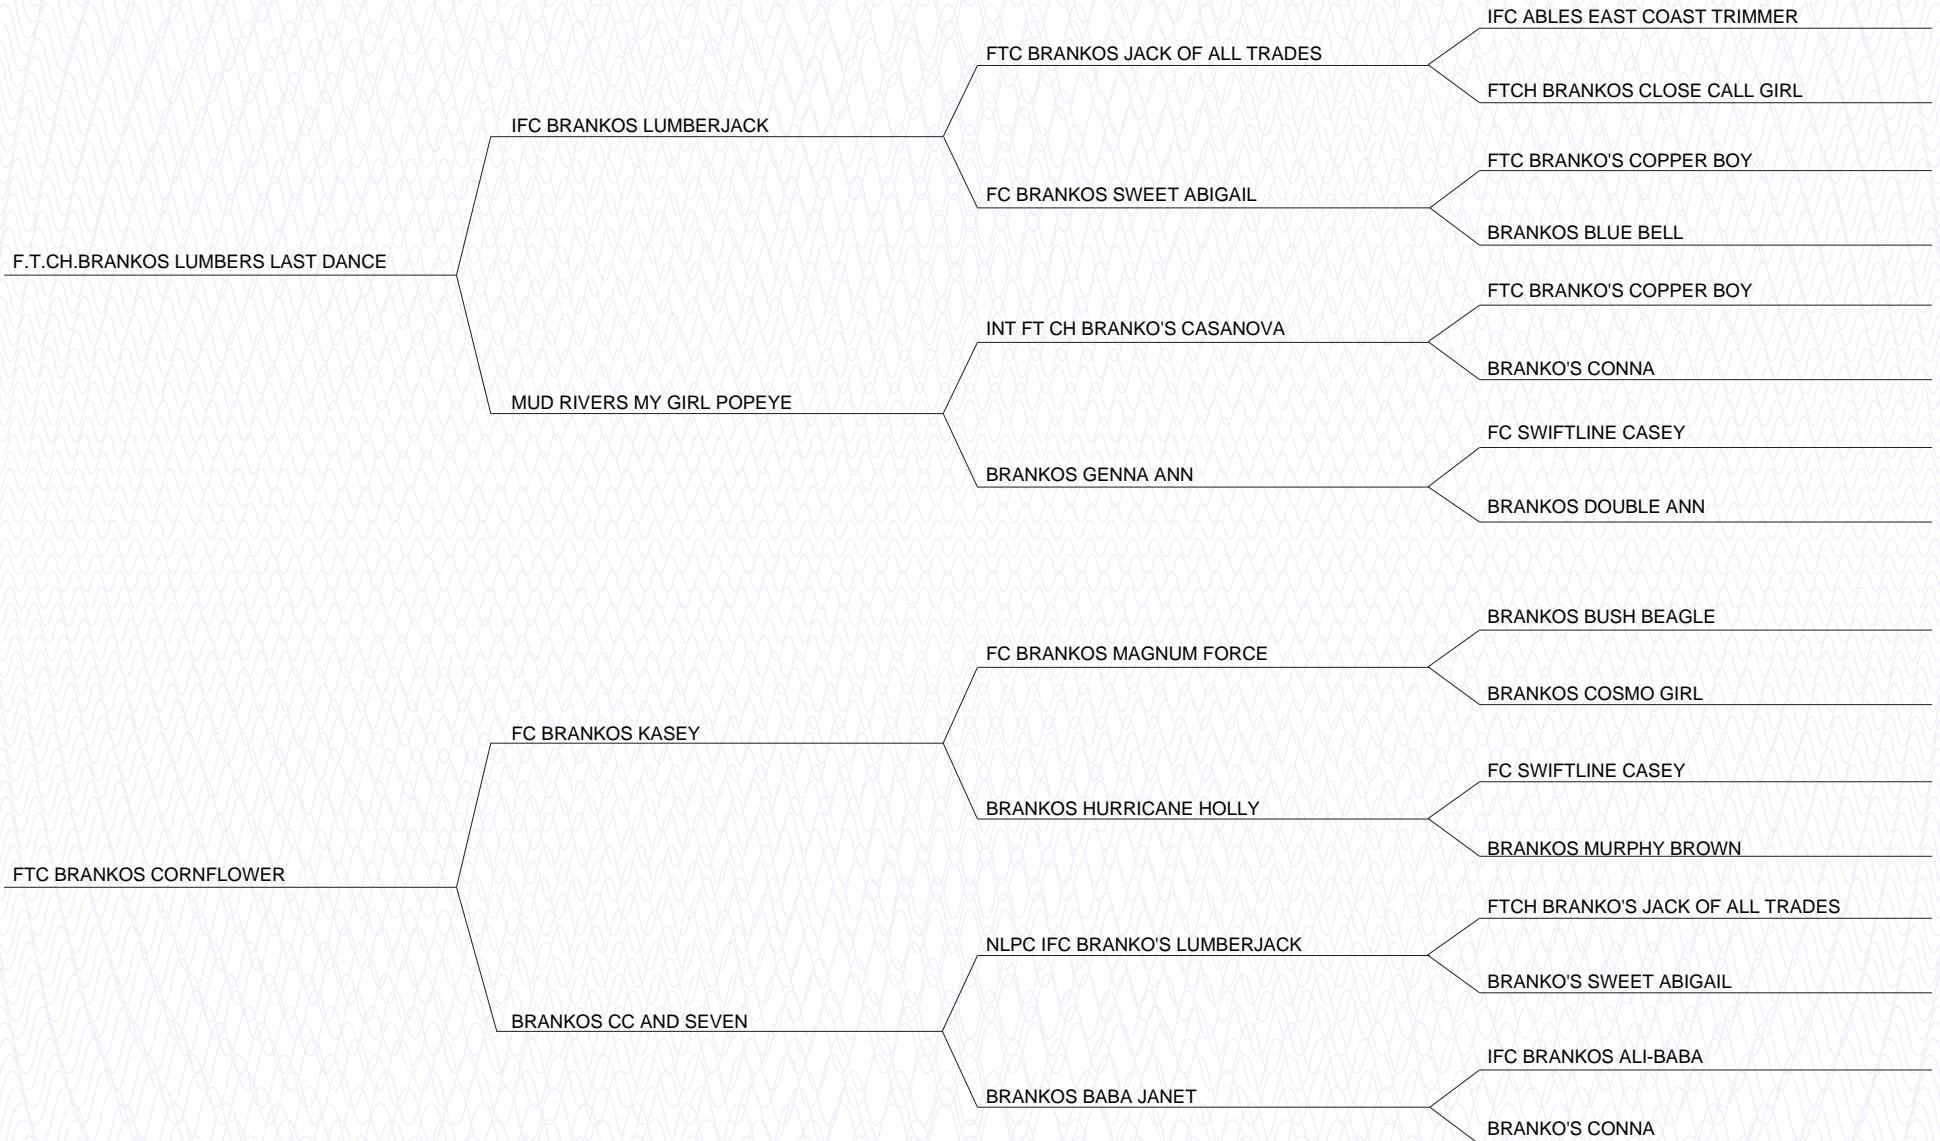 IFC ABLES EAST COAST TRIMMER
FTC BRANKOS JACK OF ALL TRADES
FTCH BRANKOS CLOSE CALL GIRL
IFC BRANKOS LUMBERJACK
FTC BRANKO'S COPPER BOY
FC BRANKOS SWEET ABIGAIL
BRANKOS BLUE BELL
F.T.CH.BRANKOS LUMBERS LAST DANCE
FTC BRANKO'S COPPER BOY
INT FT CH BRANKO'S CASANOVA
BRANKO'S CONNA
MUD RIVERS MY GIRL POPEYE
FC SWIFTLINE CASEY
BRANKOS GENNA ANN
BRANKOS DOUBLE ANN
BRANKOS BUSH BEAGLE
FC BRANKOS MAGNUM FORCE
BRANKOS COSMO GIRL
FC BRANKOS KASEY
FC SWIFTLINE CASEY
BRANKOS HURRICANE HOLLY
BRANKOS MURPHY BROWN
FTC BRANKOS CORNFLOWER
FTCH BRANKO'S JACK OF ALL TRADES
NLPC IFC BRANKO'S LUMBERJACK
BRANKO'S SWEET ABIGAIL
BRANKOS CC AND SEVEN
IFC BRANKOS ALI-BABA
BRANKOS BABA JANET
BRANKO'S CONNA